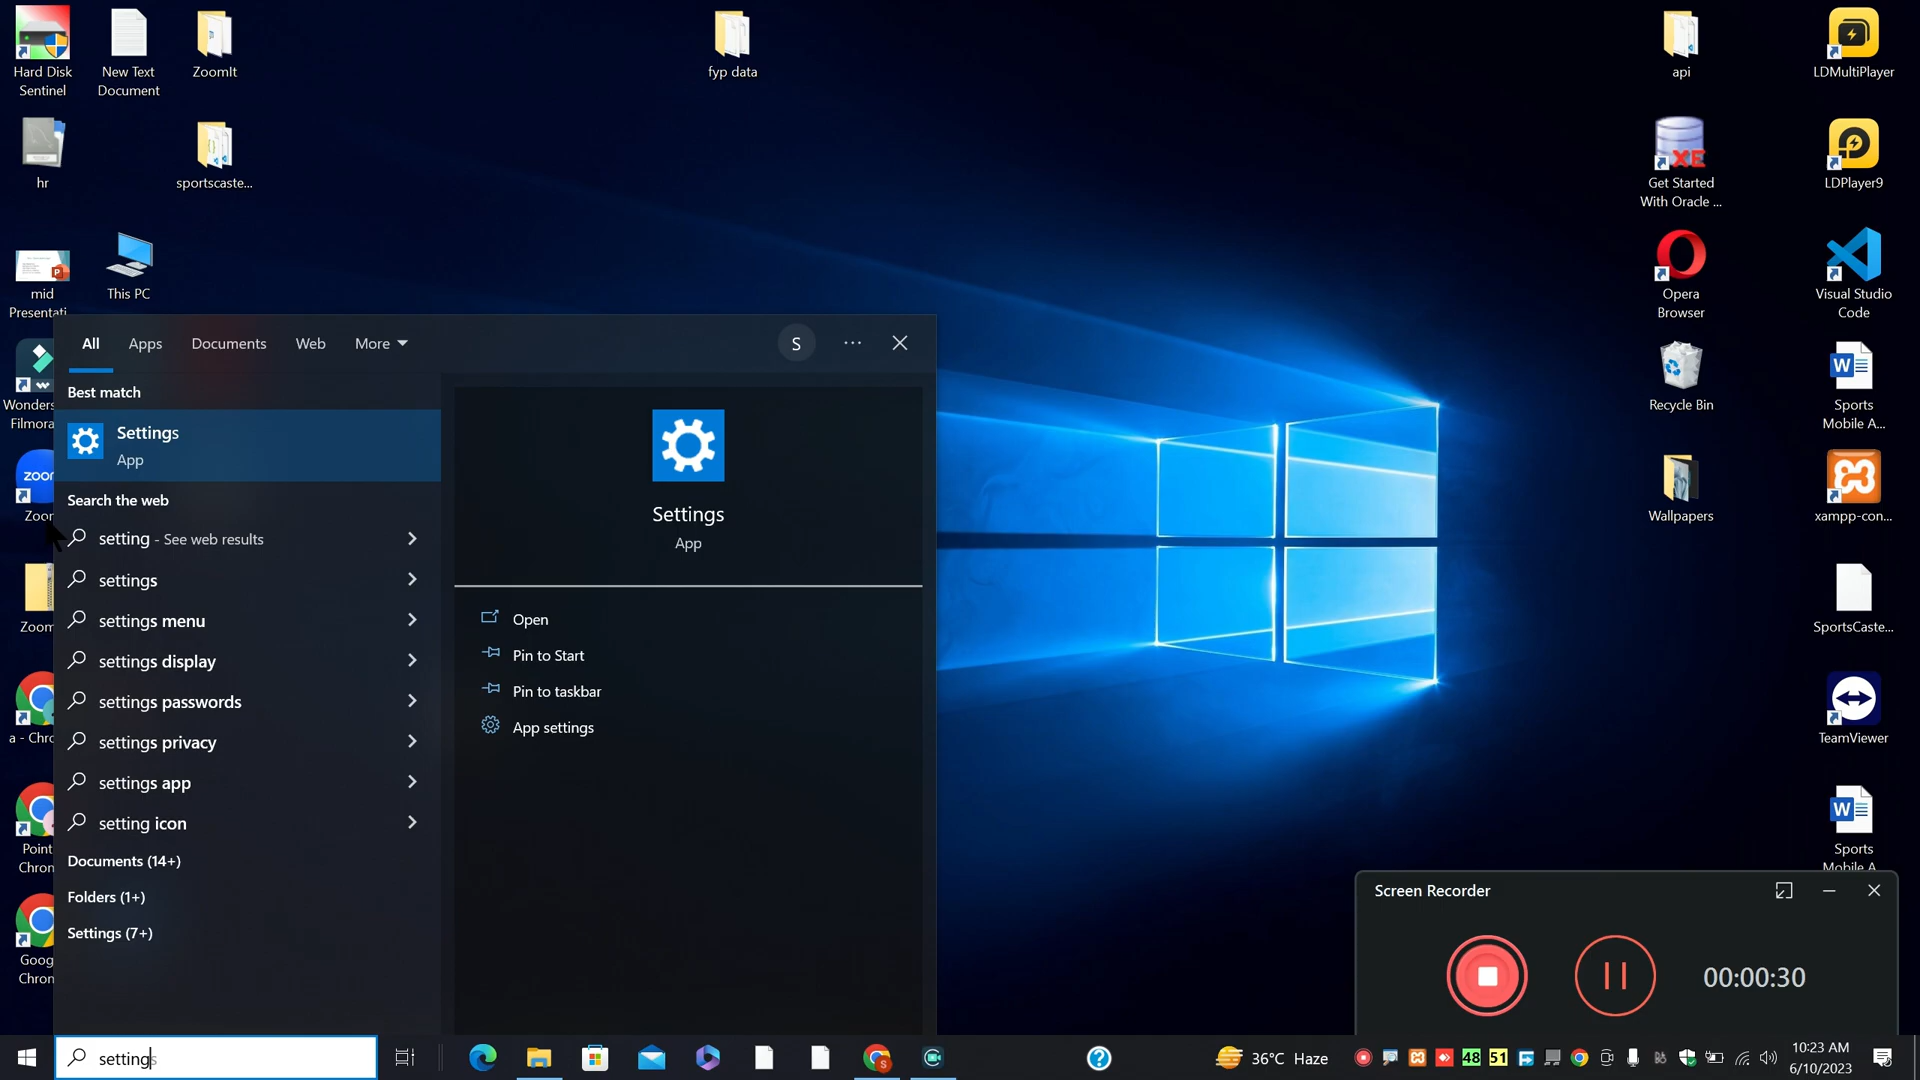 Hard Disk
Sentinel
New Text
Document
ZoomIt
fyp data
api
LDMultiPlayer
hr
sportscaste...
Get Started
With Oracle ...
LDPlayer9
mid
Presentati
This PC
Opera
Browser
Visual Studio
Code
Wonders
Filmora
Recycle Bin
Sports
Mobile A...
zoom
Zoor
Wallpapers
xampp-con...
Zoom
SportsCaste...
a - Chro
TeamViewer
Point
Chron
Sports
Mobile A...
Goog
Chron
All
Apps
Documents
Web
More
S
Best match
Settings
App
Search the web
setting - See web results
settings
settings menu
settings display
settings passwords
settings privacy
settings app
setting icon
Documents (14+)
Folders (1+)
Settings (7+)
Settings
App
Open
Pin to Start
Pin to taskbar
App settings
Screen Recorder
00:00:30
settings
36°C Haze
48
51
10:23 AM
6/10/2023